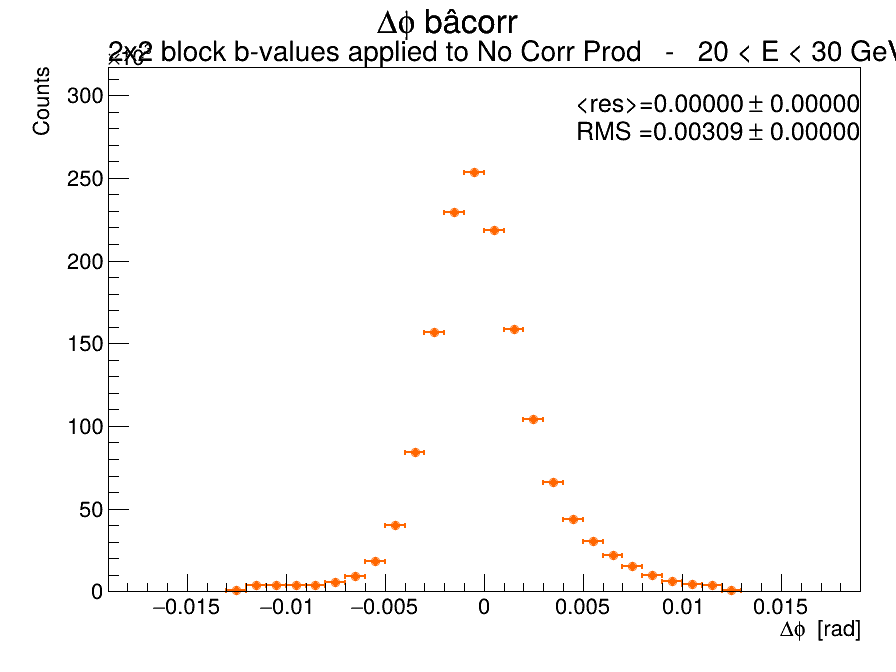 Δϕ bâcorr
2x2 block b-values applied to No Corr Prod - 20 < E < 30 GeV
Counts
<res>=0.00000 ± 0.00000
RMS =0.00309 ± 0.00000
300
250
200
150
100
50
0
−0.015 −0.01 −0.005 0 0.005 0.01 0.015
Δϕ [rad]